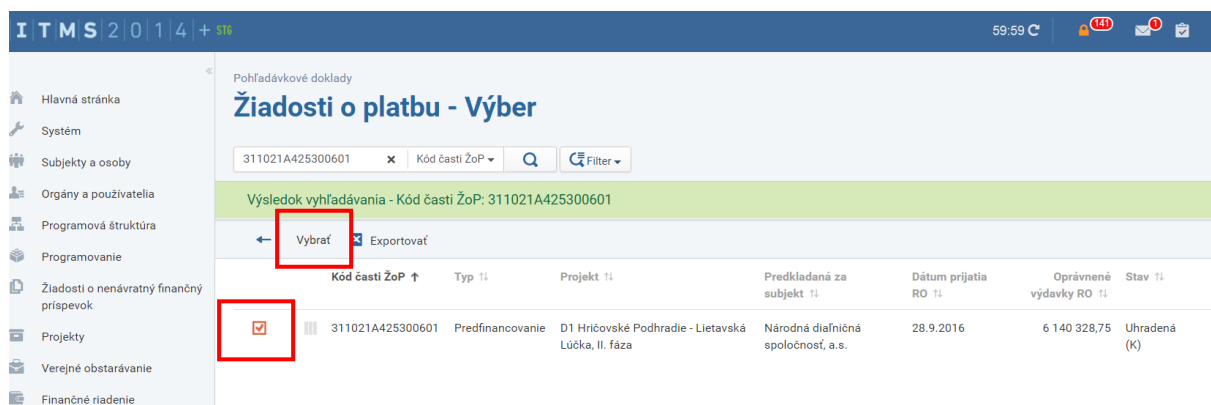 ITMS2014+ STG
59:59
141
1
Pohľadávkové doklady
Žiadosti o platbu - Výber
Hlavná stránka
Systém
Subjekty a osoby
Orgány a používatelia
Programová štruktúra
Programovanie
Žiadosti o nenávratný finančný
príspevok
Projekty
Verejné obstarávanie
Finančné riadenie
311021A425300601 Kód časti ŽoP Filter
Výsledok vyhľadávania - Kód časti ŽoP: 311021A425300601
Vybrať Exportovať
Kód časti ŽoP Typ Projekt Predkladaná za Dátum prijatia Oprávnené Stav
subjekt RO výdavky RO
311021A425300601 Predfinancovanie D1 Hričovské Podhradie - Lietavská Národná diaľničná 28.9.2016 6 140 328,75 Uhradená
Lúčka, II. fáza spoločnosť, a.s. (K)